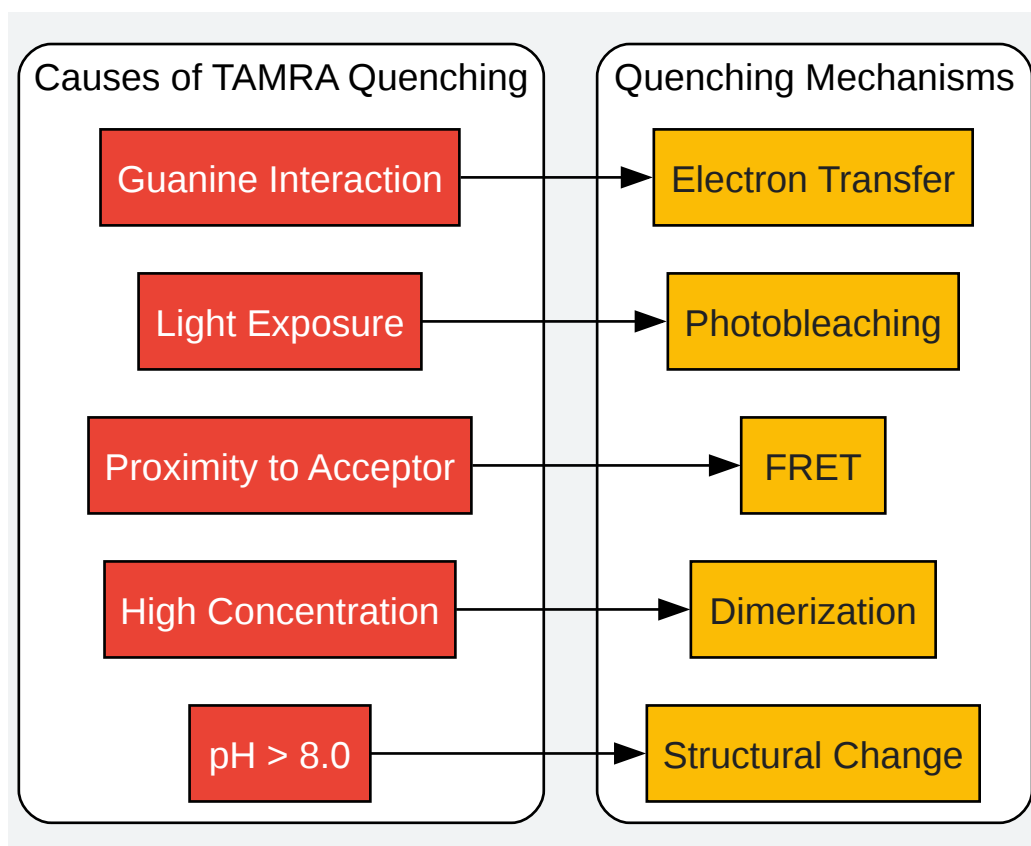 Causes of TAMRA Quenching
Quenching Mechanisms
Guanine Interaction
Electron Transfer
Light Exposure
Photobleaching
Proximity to Acceptor
FRET
High Concentration
Dimerization
pH > 8.0
Structural Change